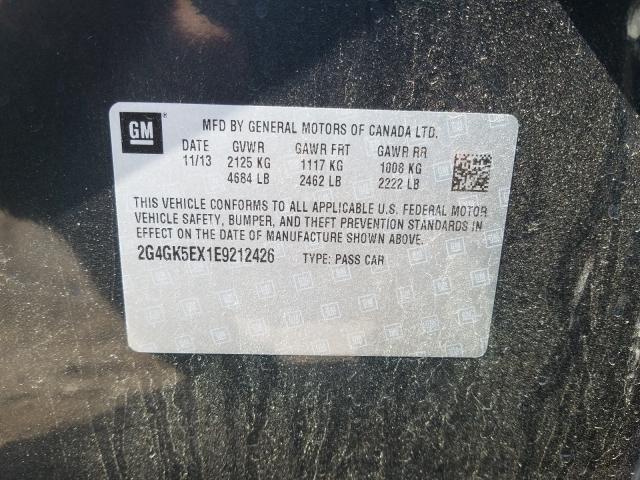 GM
MFD BY GENERAL MOTORS OF CANADA LTD.
DATE GVWR GAWR FRT GAWR RR
11/13 2125 KG 1117 KG 1008 KG
4684 LB 2462 LB 2222 LB
THIS VEHICLE CONFORMS TO ALL APPLICABLE U.S. FEDERAL MOTOR
VEHICLE SAFETY, BUMPER, AND THEFT PREVENTION STANDARDS
IN EFFECT ON THE DATE OF MANUFACTURE SHOWN ABOVE.
2G4GK5EX1E9212426 TYPE: PASS CAR